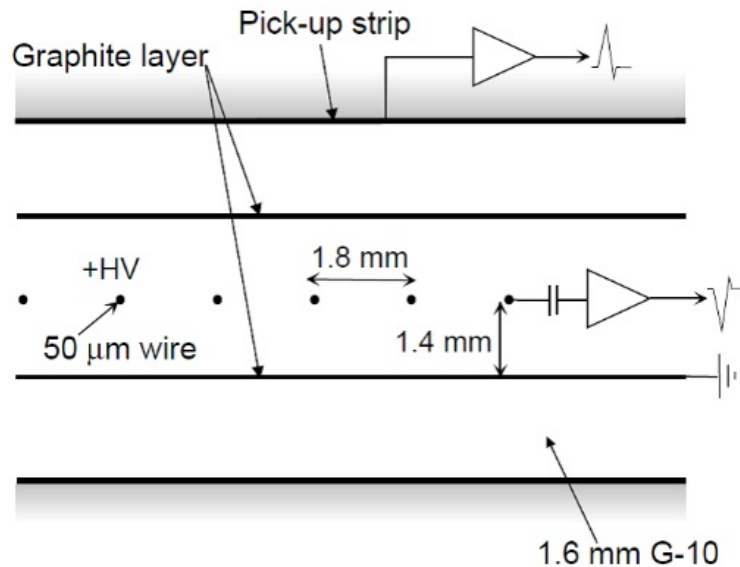 Pick-up strip
Graphite layer
1.8 mm
+HV
50 μm wire
1.4 mm
1.6 mm G-10